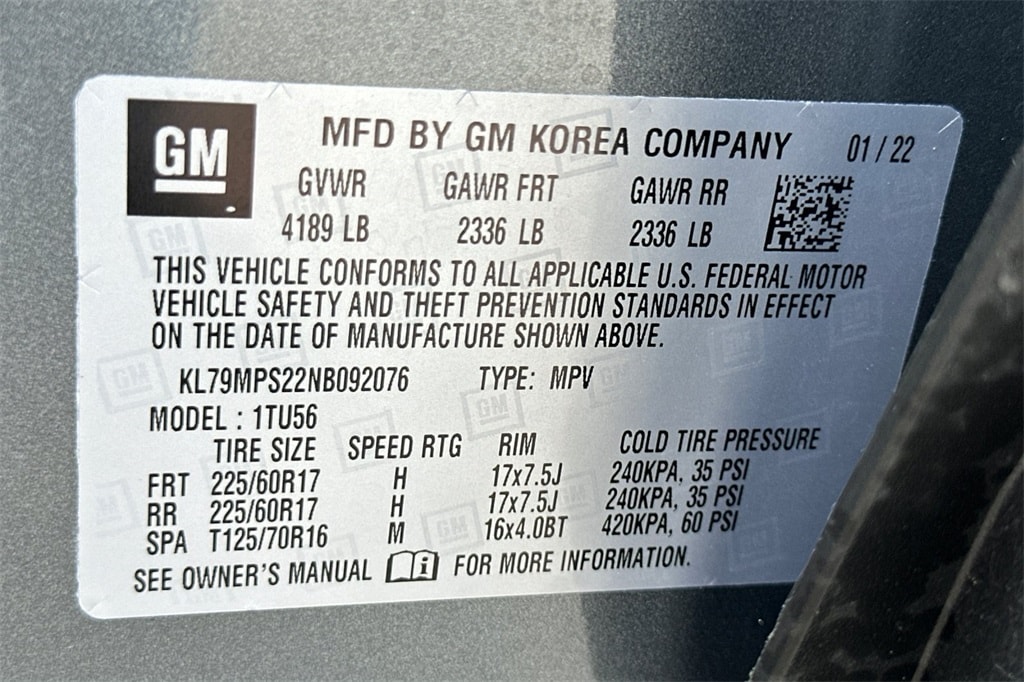 GM MFD BY GM KOREA COMPANY 01/22
GVWR GAWR FRT GAWR RR
4189 LB 2336 LB 2336 LB
THIS VEHICLE CONFORMS TO ALL APPLICABLE U.S. FEDERAL MOTOR
VEHICLE SAFETY AND THEFT PREVENTION STANDARDS IN EFFECT
ON THE DATE OF MANUFACTURE SHOWN ABOVE.
KL79MPS22NB092076 TYPE: MPV
MODEL : 1TU56
TIRE SIZE SPEED RTG RIM COLD TIRE PRESSURE
FRT 225/60R17 H 17x7.5J 240KPA, 35 PSI
RR 225/60R17 H 17x7.5J 240KPA, 35 PSI
SPA T125/70R16 M 16x4.0BT 420KPA, 60 PSI
SEE OWNER'S MANUAL FOR MORE INFORMATION.